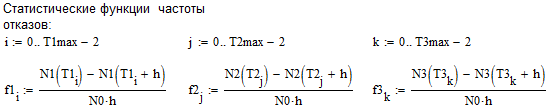 Статистические функции частоты
отказов:
i := 0.. T1max − 2 j := 0.. T2max − 2 k := 0.. T3max − 2
f1_i := (N1(T1_i) − N1(T1_i + h)) / (N0·h) f2_j := (N2(T2_j) − N2(T2_j + h)) / (N0·h) f3_k := (N3(T3_k) − N3(T3_k + h)) / (N0·h)